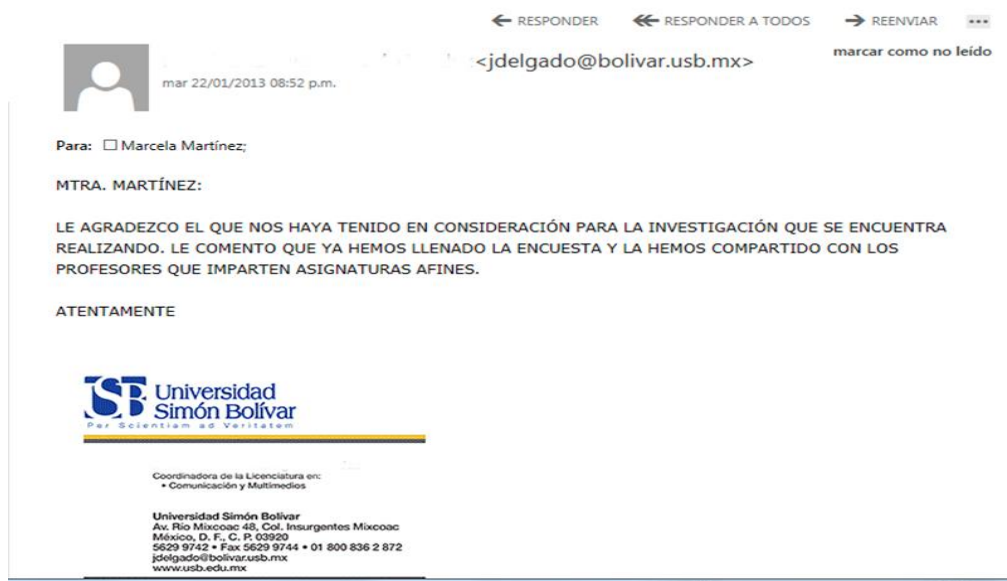 RESPONDER RESPONDER A TODOS REENVIAR ...
<jdelgado@bolivar.usb.mx> marcar como no leído
mar 22/01/2013 08:52 p.m.
Para: Marcela Martínez;
MTRA. MARTÍNEZ:
LE AGRADEZCO EL QUE NOS HAYA TENIDO EN CONSIDERACIÓN PARA LA INVESTIGACIÓN QUE SE ENCUENTRA
REALIZANDO. LE COMENTO QUE YA HEMOS LLENADO LA ENCUESTA Y LA HEMOS COMPARTIDO CON LOS
PROFESORES QUE IMPARTEN ASIGNATURAS AFINES.
ATENTAMENTE
USB Universidad
Simón Bolívar
Per Scientiam ad Veritatem
Coordinadora de la Licenciatura en:
• Comunicación y Multimedios
Universidad Simón Bolívar
Av. Río Mixcoac 48, Col. Insurgentes Mixcoac
México, D. F., C. P. 03920
5629 9742 • Fax 5629 9744 • 01 800 836 2 872
jdelgado@bolivar.usb.mx
www.usb.edu.mx